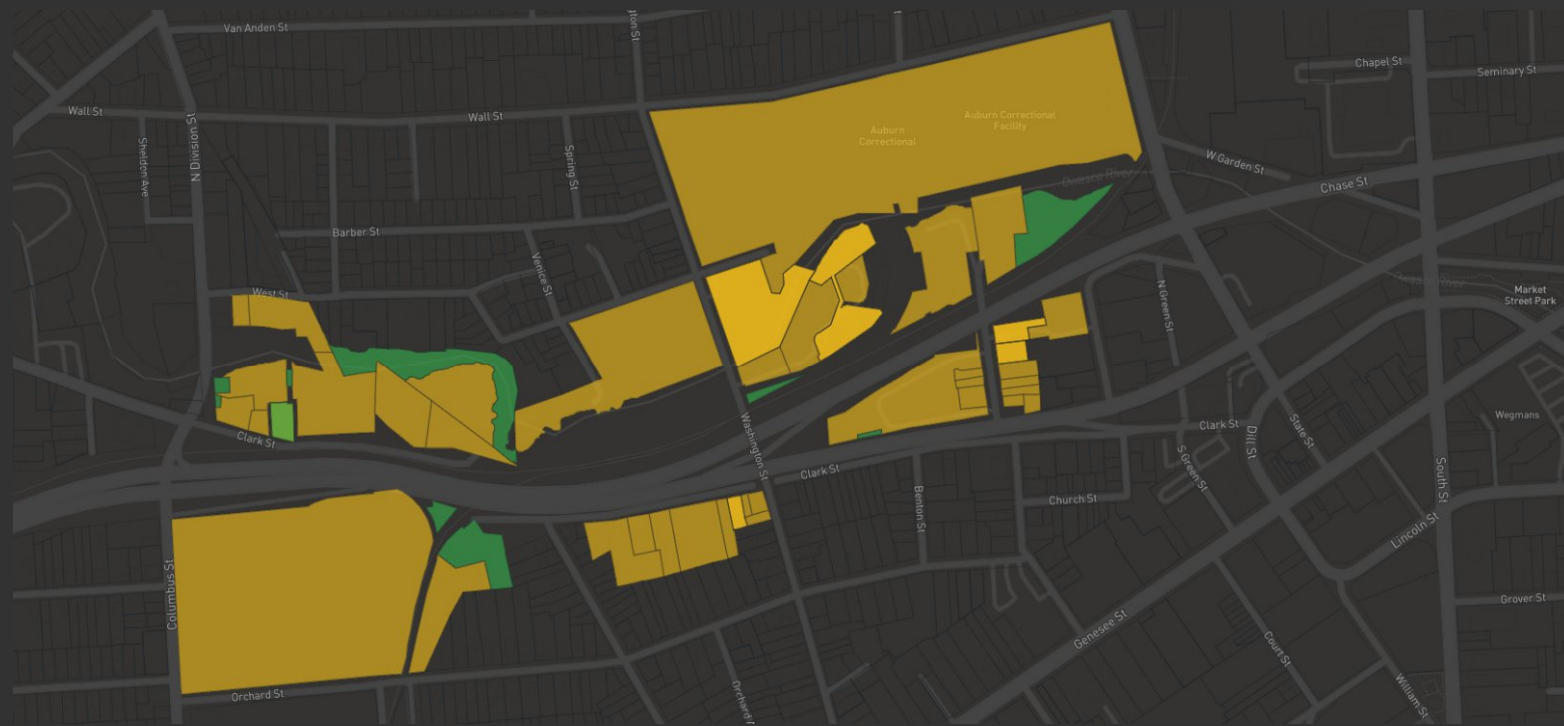 Van Anden St
Chapel St
Seminary St
Wall St
Wall St
N Division St
Auburn Correctional
Facility
Auburn
Correctional
Sheldon Ave
Spring St
W Garden St
Owasco River
Chase St
Barber St
Venice St
West St
N Green St
Market
Street Park
Clark St
Washington St
Clark St
Clark St
Dill St
State St
Wegmans
S Green St
South St
Benton St
Church St
Lincoln St
Columbus St
Genesee St
Grover St
Court St
Orchard St
Orchard
William St